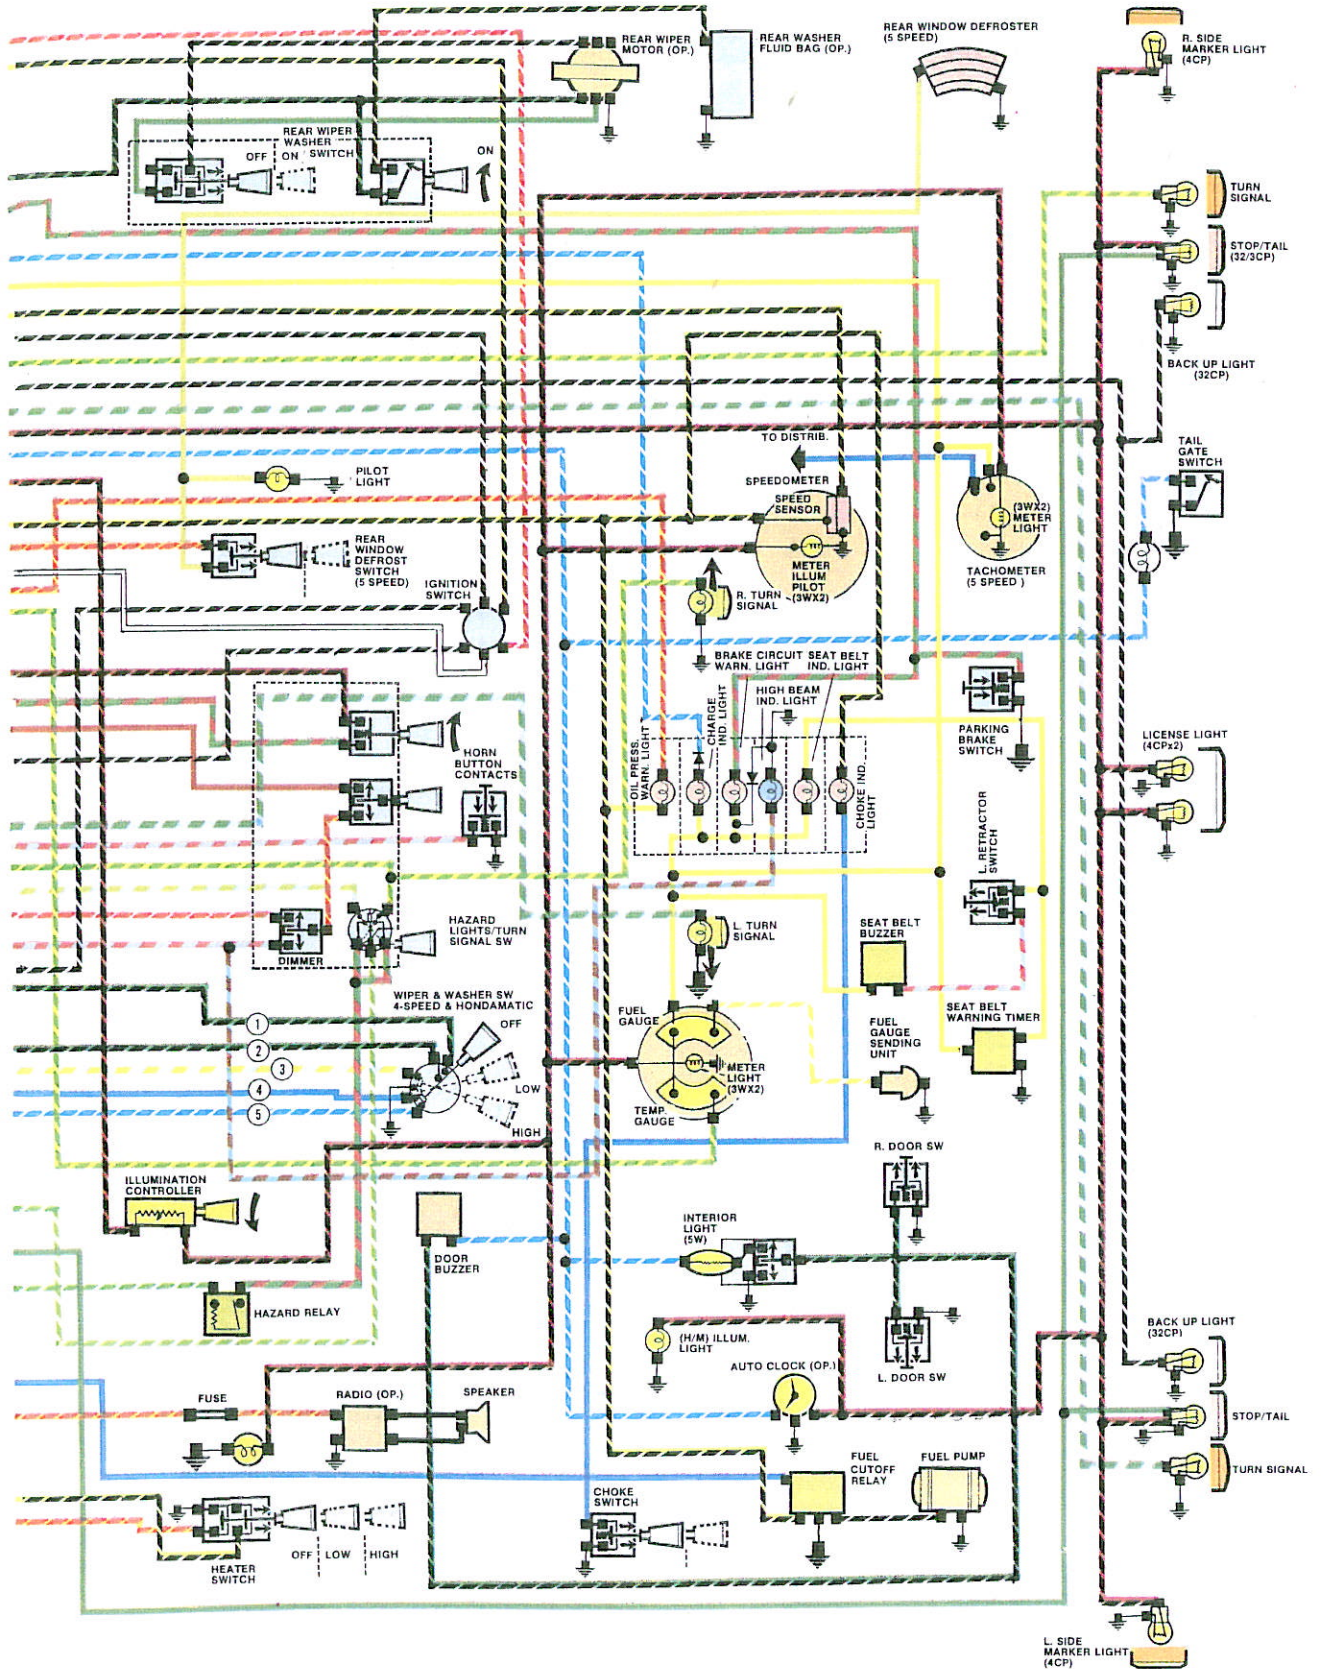 REAR WIPER
MOTOR (OP.)
REAR WASHER
FLUID BAG (OP.)
REAR WINDOW DEFROSTER
(5 SPEED)
R. SIDE
MARKER LIGHT
(4CP)
REAR WIPER
WASHER
SWITCH
OFF
ON
ON
TURN
SIGNAL
STOP/TAIL
(32/3CP)
BACK UP LIGHT
(32CP)
TO DISTRIB.
TAIL
GATE
SWITCH
PILOT
LIGHT
SPEEDOMETER
SPEED
SENSOR
(3WX2)
METER
LIGHT
REAR
WINDOW
DEFROST
SWITCH
(5 SPEED)
METER
ILLUM
PILOT
(3WX2)
TACHOMETER
(5 SPEED )
IGNITION
SWITCH
R. TURN
SIGNAL
BRAKE CIRCUIT
WARN. LIGHT
SEAT BELT
IND. LIGHT
HIGH BEAM
IND. LIGHT
CHARGE
IND. LIGHT
OIL PRESS.
WARN. LIGHT
CHOKE IND.
LIGHT
PARKING
BRAKE
SWITCH
LICENSE LIGHT
(4CPx2)
HORN
BUTTON
CONTACTS
L. RETRACTOR
SWITCH
HAZARD
LIGHTS/TURN
SIGNAL SW
DIMMER
L. TURN
SIGNAL
SEAT BELT
BUZZER
WIPER & WASHER SW
4-SPEED & HONDAMATIC
OFF
LOW
HIGH
1
2
3
4
5
FUEL
GAUGE
METER
LIGHT
(3WX2)
TEMP.
GAUGE
FUEL
GAUGE
SENDING
UNIT
SEAT BELT
WARNING TIMER
R. DOOR SW
ILLUMINATION
CONTROLLER
DOOR
BUZZER
INTERIOR
LIGHT
(5W)
HAZARD RELAY
(H/M) ILLUM.
LIGHT
L. DOOR SW
BACK UP LIGHT
(32CP)
AUTO CLOCK (OP.)
FUSE
RADIO (OP.)
SPEAKER
STOP/TAIL
FUEL
CUTOFF
RELAY
FUEL PUMP
TURN SIGNAL
CHOKE
SWITCH
HEATER
SWITCH
OFF
LOW
HIGH
L. SIDE
MARKER LIGHT
(4CP)